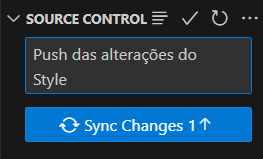 SOURCE CONTROL
Push das alterações do
Style
Sync Changes 1↑